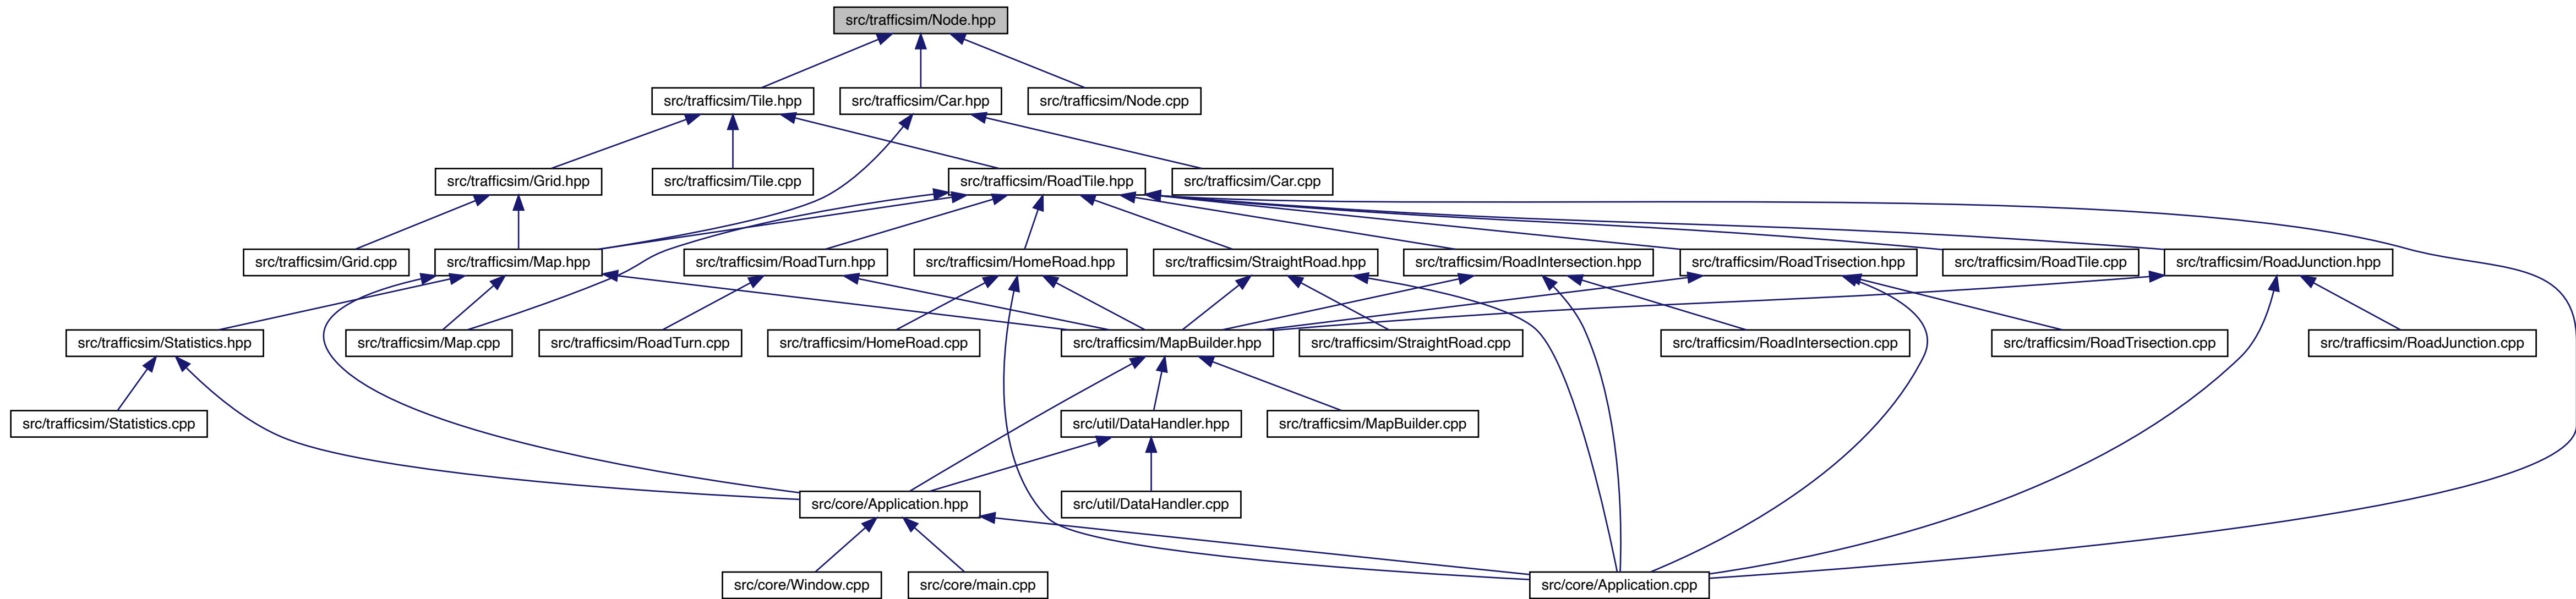 src/trafficsim/Node.hpp
src/trafficsim/Tile.hpp
src/trafficsim/Car.hpp
src/trafficsim/Node.cpp
src/trafficsim/Grid.hpp
src/trafficsim/Tile.cpp
src/trafficsim/RoadTile.hpp
src/trafficsim/Car.cpp
src/trafficsim/Grid.cpp
src/trafficsim/Map.hpp
src/trafficsim/RoadTurn.hpp
src/trafficsim/HomeRoad.hpp
src/trafficsim/StraightRoad.hpp
src/trafficsim/RoadIntersection.hpp
src/trafficsim/RoadTrisection.hpp
src/trafficsim/RoadTile.cpp
src/trafficsim/RoadJunction.hpp
src/trafficsim/Statistics.hpp
src/trafficsim/Map.cpp
src/trafficsim/RoadTurn.cpp
src/trafficsim/HomeRoad.cpp
src/trafficsim/MapBuilder.hpp
src/trafficsim/StraightRoad.cpp
src/trafficsim/RoadIntersection.cpp
src/trafficsim/RoadTrisection.cpp
src/trafficsim/RoadJunction.cpp
src/trafficsim/Statistics.cpp
src/util/DataHandler.hpp
src/trafficsim/MapBuilder.cpp
src/core/Application.hpp
src/util/DataHandler.cpp
src/core/Window.cpp
src/core/main.cpp
src/core/Application.cpp